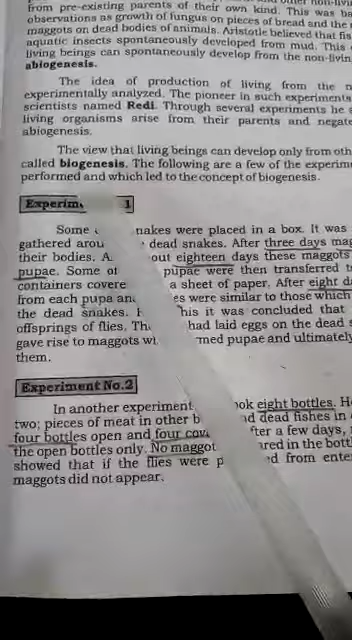 from pre-existing parents of their own kind. This was ba
observations as growth of fungus on pieces of bread and the
maggots on dead bodies of animals. Aristotle believed that fis
aquatic insects spontaneously developed from mud. This
living beings can spontaneously develop from the non-livin
abiogenesis.
The idea of production of living from the n
experimentally analyzed. The pioneer in such experiments
scientists named Redi. Through several experiments he
living organisms arise from their parents and negate
abiogenesis.
The view that living beings can develop only from oth
called biogenesis. The following are a few of the experim
performed and which led to the concept of biogenesis.
Experim 1
Some nakes were placed in a box. It was
gathered arou dead snakes. After three days mag
their bodies. A out eighteen days these maggots
pupae. Some of pupae were then transferred t
containers covere a sheet of paper. After eight d
from each pupa an es were similar to those which
the dead snakes. his it was concluded that
offsprings of flies. Th had laid eggs on the dead s
gave rise to maggots wh rmed pupae and ultimately
them.
Experiment No.2
In another experiment ook eight bottles. H
two; pieces of meat in other b d dead fishes in
four bottles open and four cov fter a few days,
the open bottles only. No maggot ared in the bott
showed that if the flies were p ed from ente
maggots did not appear.